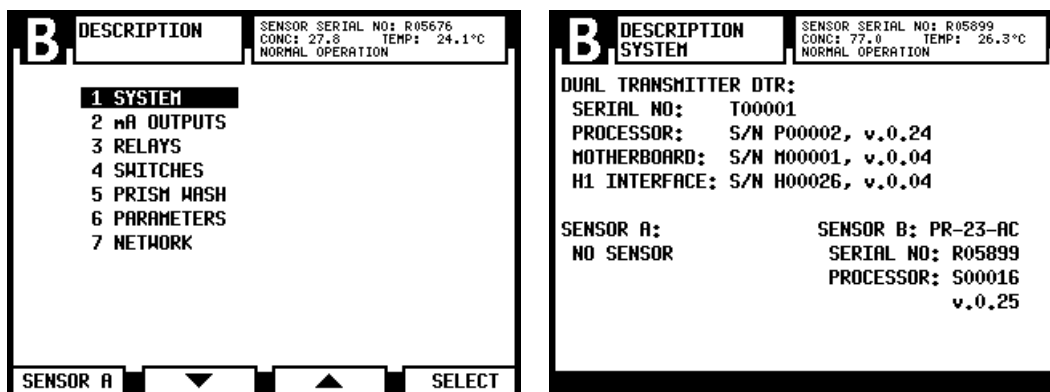 B
DESCRIPTION
SENSOR SERIAL NO: R05676
CONC: 27.8 TEMP: 24.1°C
NORMAL OPERATION
1 SYSTEM
2 mA OUTPUTS
3 RELAYS
4 SWITCHES
5 PRISM WASH
6 PARAMETERS
7 NETWORK
SENSOR A
SELECT
B
DESCRIPTION
SYSTEM
SENSOR SERIAL NO: R05899
CONC: 77.0 TEMP: 26.3°C
NORMAL OPERATION
DUAL TRANSMITTER DTR:
SERIAL NO: T00001
PROCESSOR: S/N P00002, v.0.24
MOTHERBOARD: S/N M00001, v.0.04
H1 INTERFACE: S/N H00026, v.0.04
SENSOR A:
NO SENSOR
SENSOR B: PR-23-AC
SERIAL NO: R05899
PROCESSOR: S00016
v.0.25